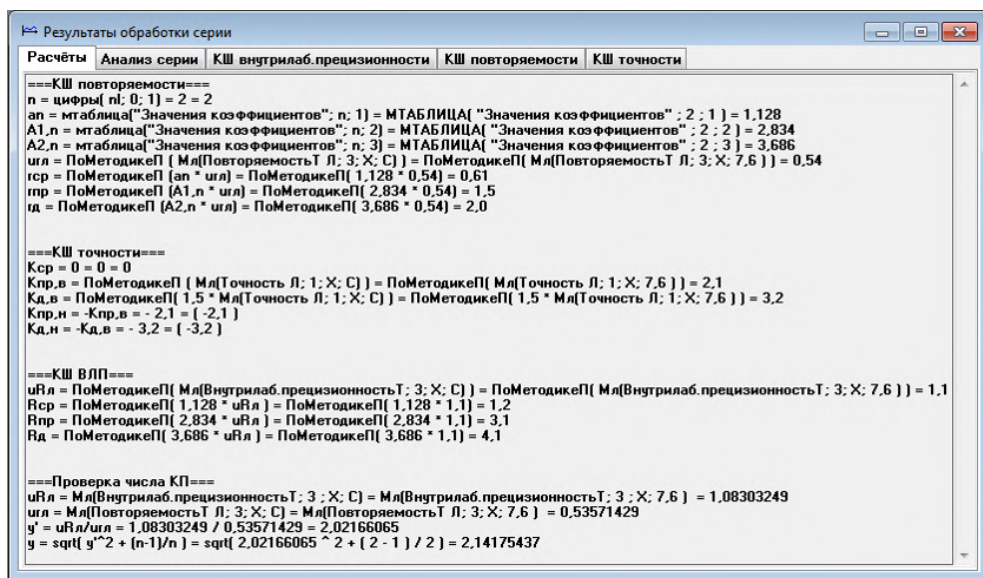 Результаты обработки серии
Расчёты Анализ серии КШ внутрилаб.прецизионности КШ повторяемости КШ точности
===КШ повторяемости===
n = цифры( nl; 0; 1) = 2 = 2
an = мтаблица("Значения коэффициентов"; n; 1) = МТАБЛИЦА( "Значения коэффициентов" ; 2 ; 1 ) = 1,128
A1,n = мтаблица("Значения коэффициентов"; n; 2) = МТАБЛИЦА( "Значения коэффициентов" ; 2 ; 2 ) = 2,834
A2,n = мтаблица("Значения коэффициентов"; n; 3) = МТАБЛИЦА( "Значения коэффициентов" ; 2 ; 3 ) = 3,686
urл = ПоМетодикеП ( Мл(ПовторяемостьТ Л; 3; X; C) ) = ПоМетодикеП( Мл(ПовторяемостьТ Л; 3; X; 7,6 ) ) = 0,54
rср = ПоМетодикеП (an * urл) = ПоМетодикеП( 1,128 * 0,54) = 0,61
rпр = ПоМетодикеП (A1,n * urл) = ПоМетодикеП( 2,834 * 0,54) = 1,5
rд = ПоМетодикеП (A2,n * urл) = ПоМетодикеП( 3,686 * 0,54) = 2,0
===КШ точности===
Kср = 0 = 0 = 0
Kпр,в = ПоМетодикеП ( Мл(Точность Л; 1; X; C) ) = ПоМетодикеП( Мл(Точность Л; 1; X; 7,6 ) ) = 2,1
Kд,в = ПоМетодикеП( 1,5 * Мл(Точность Л; 1; X; C) ) = ПоМетодикеП( 1,5 * Мл(Точность Л; 1; X; 7,6 ) ) = 3,2
Kпр,н = -Kпр,в = - 2,1 = ( -2,1 )
Kд,н = -Kд,в = - 3,2 = ( -3,2 )
===КШ ВЛП===
uRл = ПоМетодикеП( Мл(Внутрилаб.прецизионностьТ; 3; X; C) ) = ПоМетодикеП( Мл(Внутрилаб.прецизионностьТ; 3; X; 7,6 ) ) = 1,1
Rср = ПоМетодикеП( 1,128 * uRл ) = ПоМетодикеП( 1,128 * 1,1) = 1,2
Rпр = ПоМетодикеП( 2,834 * uRл ) = ПоМетодикеП( 2,834 * 1,1) = 3,1
Rд = ПоМетодикеП( 3,686 * uRл ) = ПоМетодикеП( 3,686 * 1,1) = 4,1
===Проверка числа КП===
uRл = Мл(Внутрилаб.прецизионностьТ; 3 ; X; C) = Мл(Внутрилаб.прецизионностьТ; 3 ; X; 7,6 ) = 1,08303249
urл = Мл(ПовторяемостьТ Л; 3; X; C) = Мл(ПовторяемостьТ Л; 3; X; 7,6 ) = 0,53571429
y' = uRл/urл = 1,08303249 / 0,53571429 = 2,02166065
y = sqrt( y'^2 + (n-1)/n ) = sqrt( 2,02166065 ^ 2 + ( 2 - 1 ) / 2 ) = 2,14175437